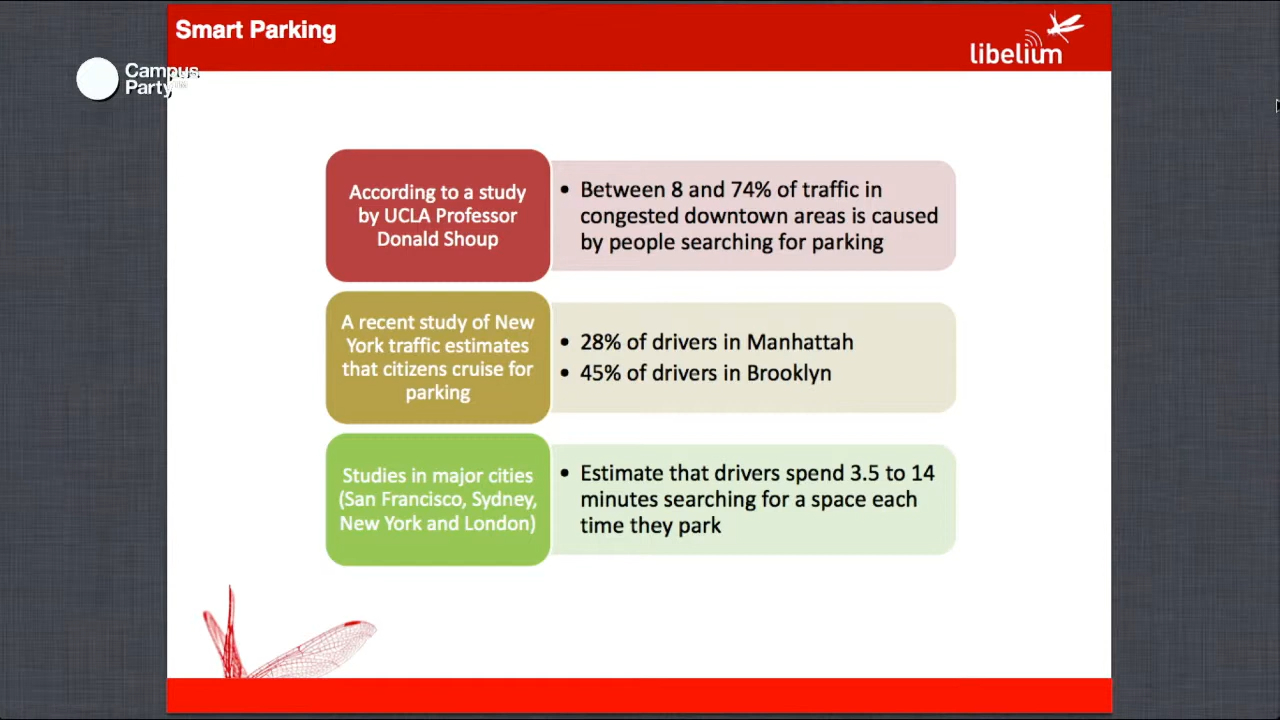 Smart Parking
libelium
Campus
Party
According to a study
by UCLA Professor
Donald Shoup
• Between 8 and 74% of traffic in
congested downtown areas is caused
by people searching for parking
A recent study of New
York traffic estimates
that citizens cruise for
parking
• 28% of drivers in Manhattah
• 45% of drivers in Brooklyn
Studies in major cities
(San Francisco, Sydney,
New York and London)
• Estimate that drivers spend 3.5 to 14
minutes searching for a space each
time they park